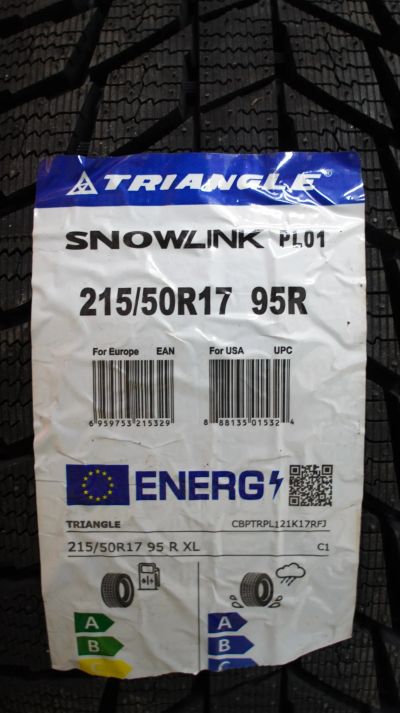 TRIANGLE
SNOWLINK PL01
215/50R17 95R
For Europe EAN For USA UPC
6 959753 215329 8 88135 01532 4
ENERG
TRIANGLE CBPTRPL121K17RFJ
215/50R17 95 R XL C1
A A
B B
C C